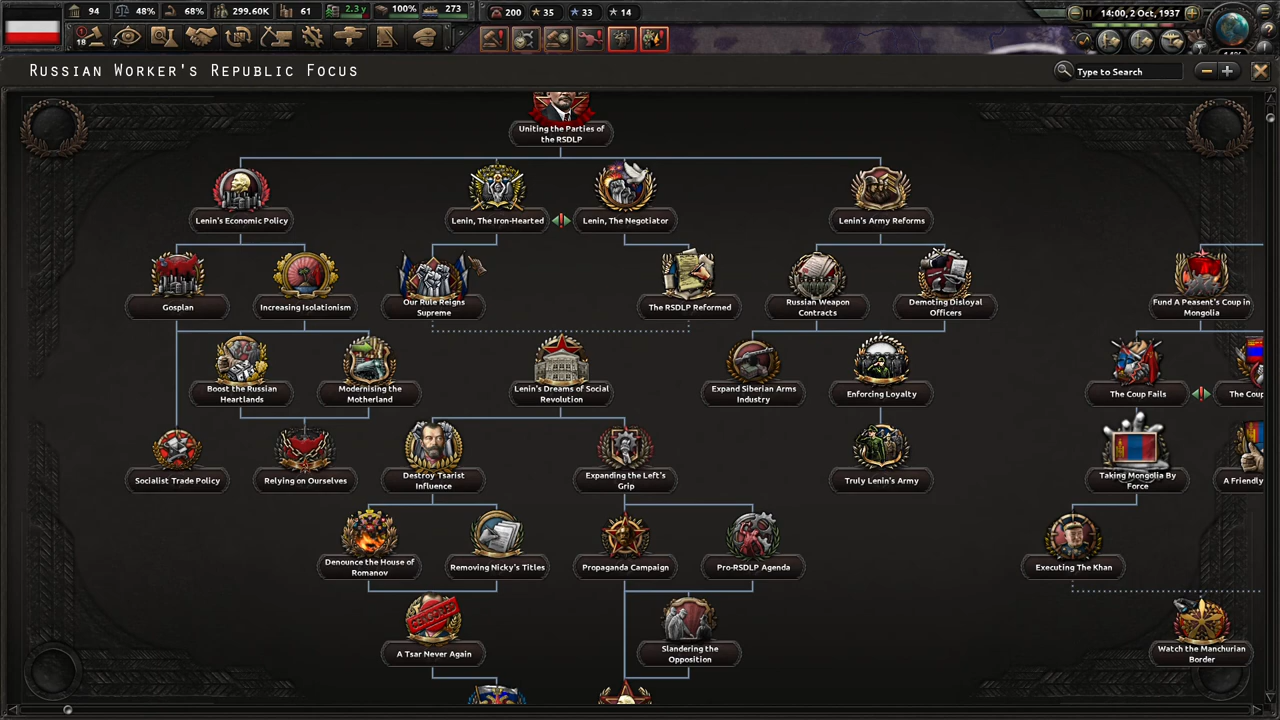 94
48%
68%
299.60K
61
2.3 y
100%
273
200
35
33
14
14:00, 2 Oct, 1937
18
7
Russian Worker's Republic Focus
Type to Search
Uniting the Parties of
the RSDLP
Lenin's Economic Policy
Lenin, The Iron-Hearted
Lenin, The Negotiator
Lenin's Army Reforms
Gosplan
Increasing Isolationism
Our Rule Reigns
Supreme
The RSDLP Reformed
Russian Weapon
Contracts
Demoting Disloyal
Officers
Fund A Peasent's Coup in
Mongolia
Boost the Russian
Heartlands
Modernising the
Motherland
Lenin's Dreams of Social
Revolution
Expand Siberian Arms
Industry
Enforcing Loyalty
The Coup Fails
The Coup
Socialist Trade Policy
Relying on Ourselves
Destroy Tsarist
Influence
Expanding the Left's
Grip
Truly Lenin's Army
Taking Mongolia By
Force
A Friendly
Denounce the House of
Romanov
Removing Nicky's Titles
Propaganda Campaign
Pro-RSDLP Agenda
Executing The Khan
CENSORED
A Tsar Never Again
Slandering the
Opposition
Watch the Manchurian
Border